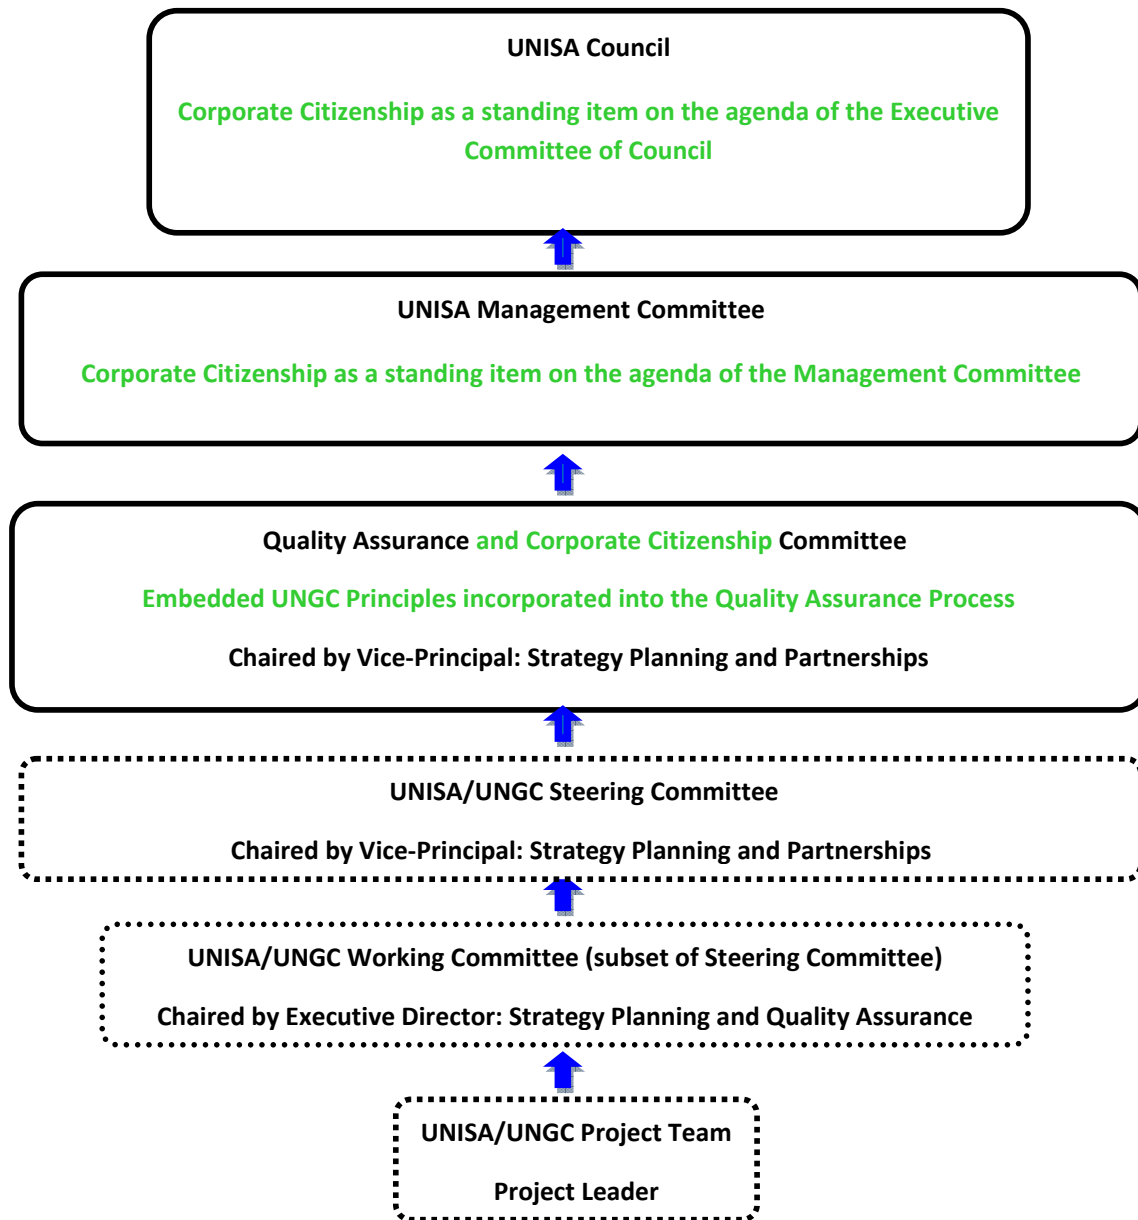 UNISA Council
Corporate Citizenship as a standing item on the agenda of the Executive
Committee of Council
UNISA Management Committee
Corporate Citizenship as a standing item on the agenda of the Management Committee
Quality Assurance and Corporate Citizenship Committee
Embedded UNGC Principles incorporated into the Quality Assurance Process
Chaired by Vice-Principal: Strategy Planning and Partnerships
UNISA/UNGC Steering Committee
Chaired by Vice-Principal: Strategy Planning and Partnerships
UNISA/UNGC Working Committee (subset of Steering Committee)
Chaired by Executive Director: Strategy Planning and Quality Assurance
UNISA/UNGC Project Team
Project Leader